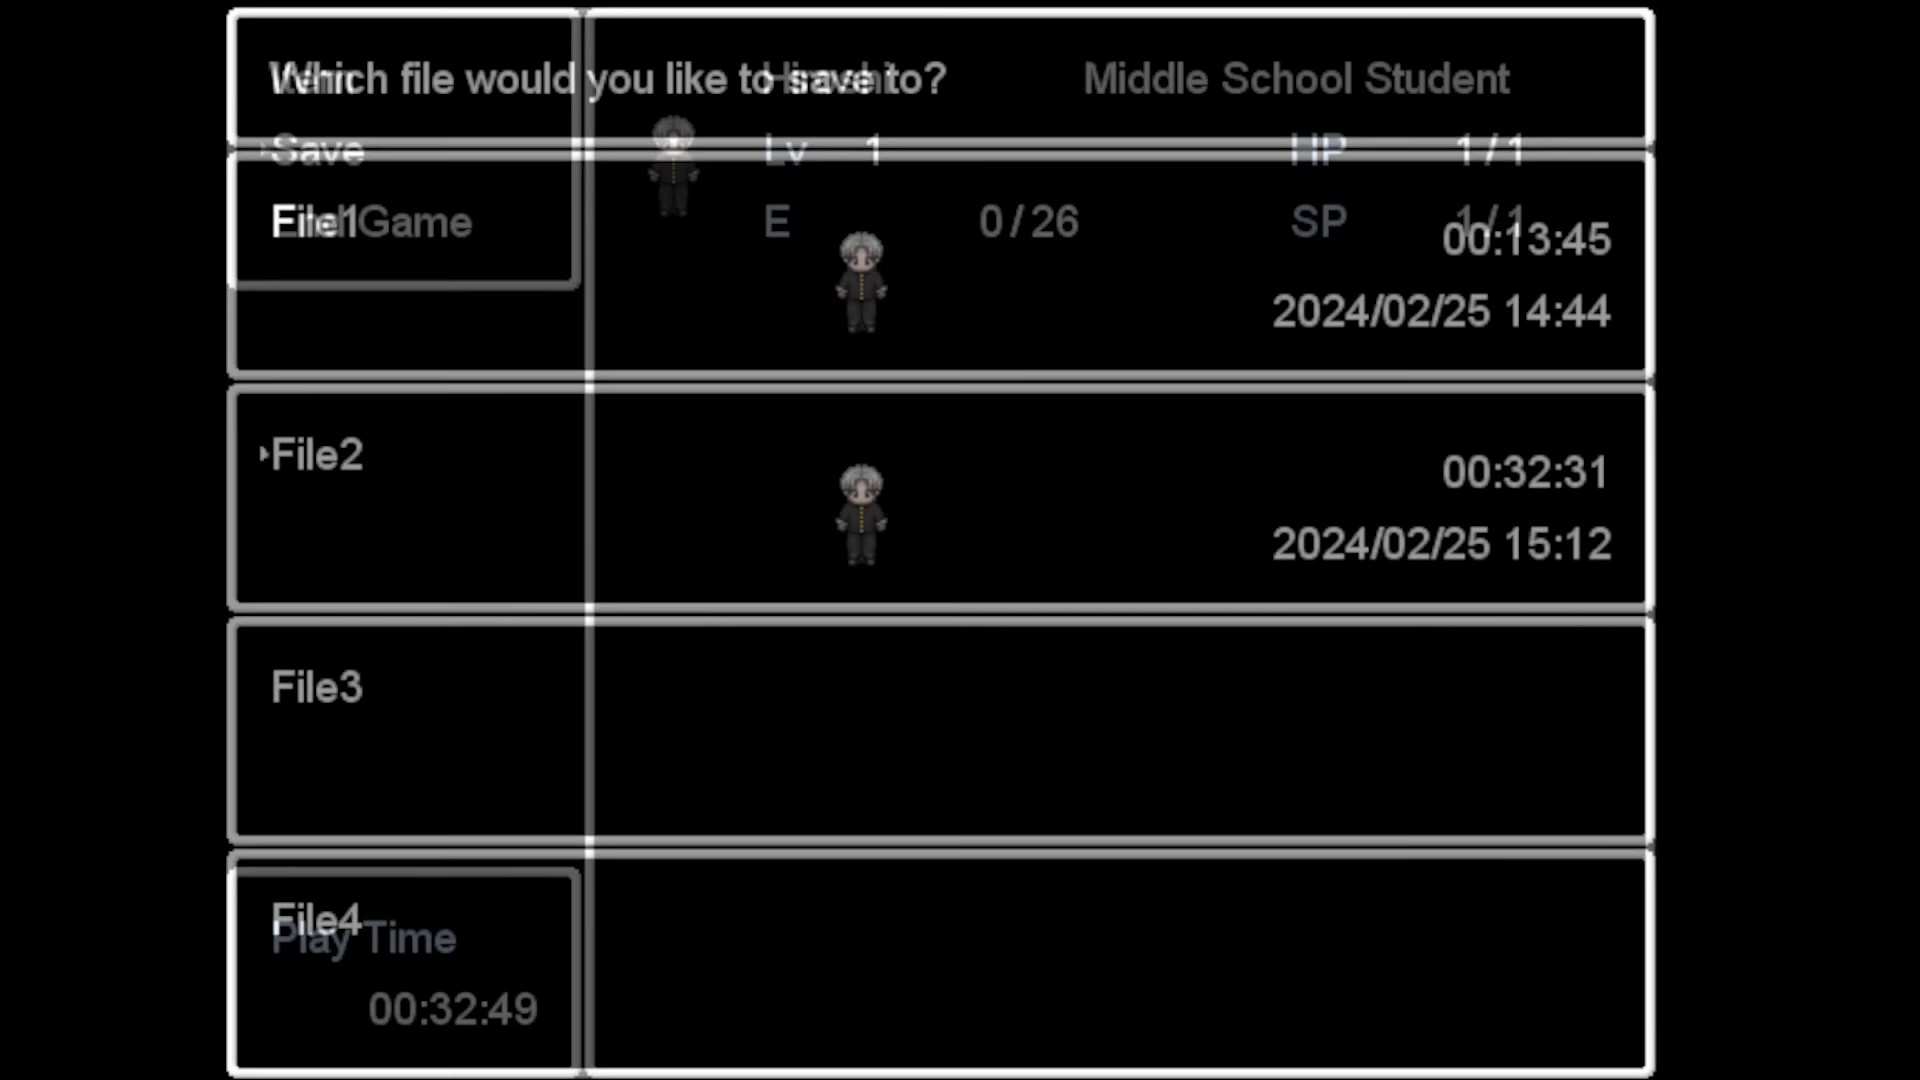 Which file would you like to save to?
Middle School Student
Save
Lv 1
HP 1/1
File1
Game
E 0/26
SP 1/1
00:13:45
2024/02/25 14:44
File2
00:32:31
2024/02/25 15:12
File3
File4
Play Time
00:32:49